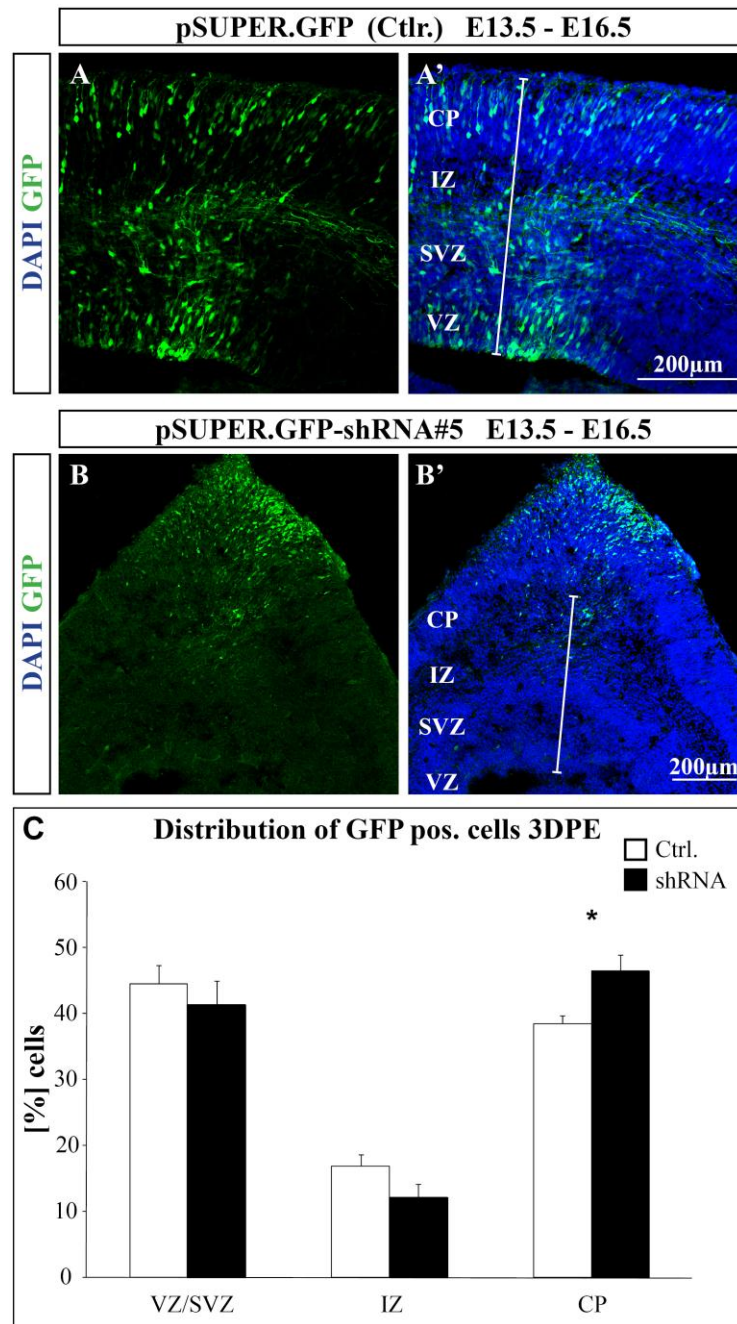 pSUPER.GFP (Ctlr.) E13.5 - E16.5
DAPI GFP
A
A’
CP
IZ
SVZ
VZ
200µm
pSUPER.GFP-shRNA#5 E13.5 - E16.5
DAPI GFP
B
B’
CP
IZ
SVZ
VZ
200µm
C
Distribution of GFP pos. cells 3DPE
Ctrl.
shRNA
*
[%] cells
60
50
40
30
20
10
0
VZ/SVZ IZ CP